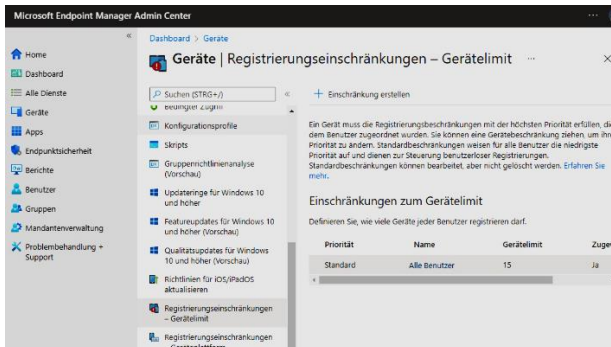 Microsoft Endpoint Manager Admin Center
Home
Dashboard
Alle Dienste
Geräte
Apps
Endpunktsicherheit
Berichte
Benutzer
Gruppen
Mandantenverwaltung
Problembehandlung +
Support
Dashboard > Geräte
Geräte | Registrierungseinschränkungen – Gerätelimit ...
Suchen (STRG+/)
Bedingter Zugriff
Konfigurationsprofile
Skripts
Gruppenrichtlinienanalyse
(Vorschau)
Updateringe für Windows 10
und höher
Featureupdates für Windows 10
und höher (Vorschau)
Qualitätsupdates für Windows
10 und höher (Vorschau)
Richtlinien für iOS/iPadOS
aktualisieren
Registrierungseinschränkungen
– Gerätelimit
Registrierungseinschränkungen
+ Einschränkung erstellen
Ein Gerät muss die Registrierungsbeschränkungen mit der höchsten Priorität erfüllen, die
dem Benutzer zugeordnet wurden. Sie können eine Gerätebeschränkung ziehen, um ihre
Priorität zu ändern. Standardbeschränkungen weisen für alle Benutzer die niedrigste
Priorität auf und dienen zur Steuerung benutzerloser Registrierungen.
Standardbeschränkungen können bearbeitet, aber nicht gelöscht werden. Erfahren Sie
mehr.
Einschränkungen zum Gerätelimit
Definieren Sie, wie viele Geräte jeder Benutzer registrieren darf.
Priorität Name Gerätelimit Zugew
Standard Alle Benutzer 15 Ja